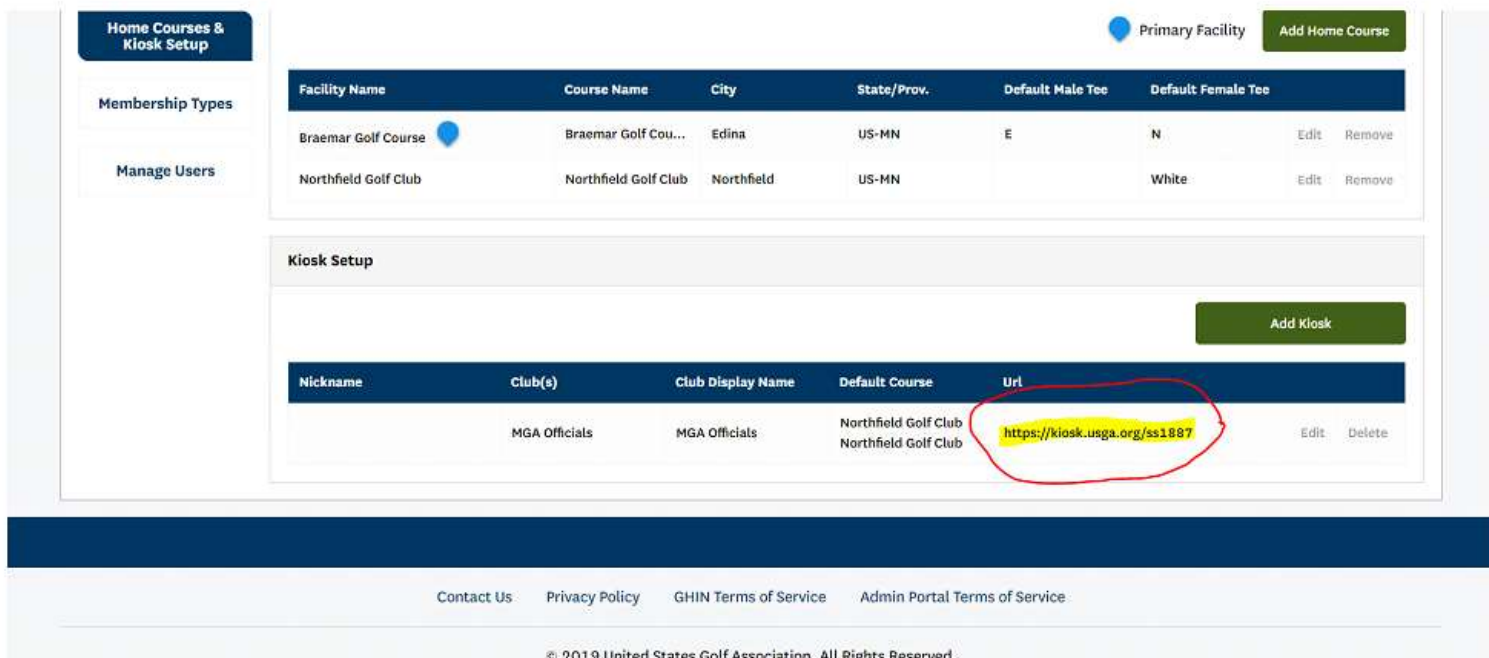 Home Courses &
Kiosk Setup
Membership Types
Manage Users
Primary Facility
Add Home Course
Facility Name Course Name City State/Prov. Default Male Tee Default Female Tee
Braemar Golf Course Braemar Golf Cou... Edina US-MN E N Edit Remove
Northfield Golf Club Northfield Golf Club Northfield US-MN White Edit Remove
Kiosk Setup
Add Kiosk
Nickname Club(s) Club Display Name Default Course Url
MGA Officials MGA Officials Northfield Golf Club https://kiosk.usga.org/ss1887 Edit Delete
Northfield Golf Club
Contact Us Privacy Policy GHIN Terms of Service Admin Portal Terms of Service
© 2019 United States Golf Association. All Rights Reserved.